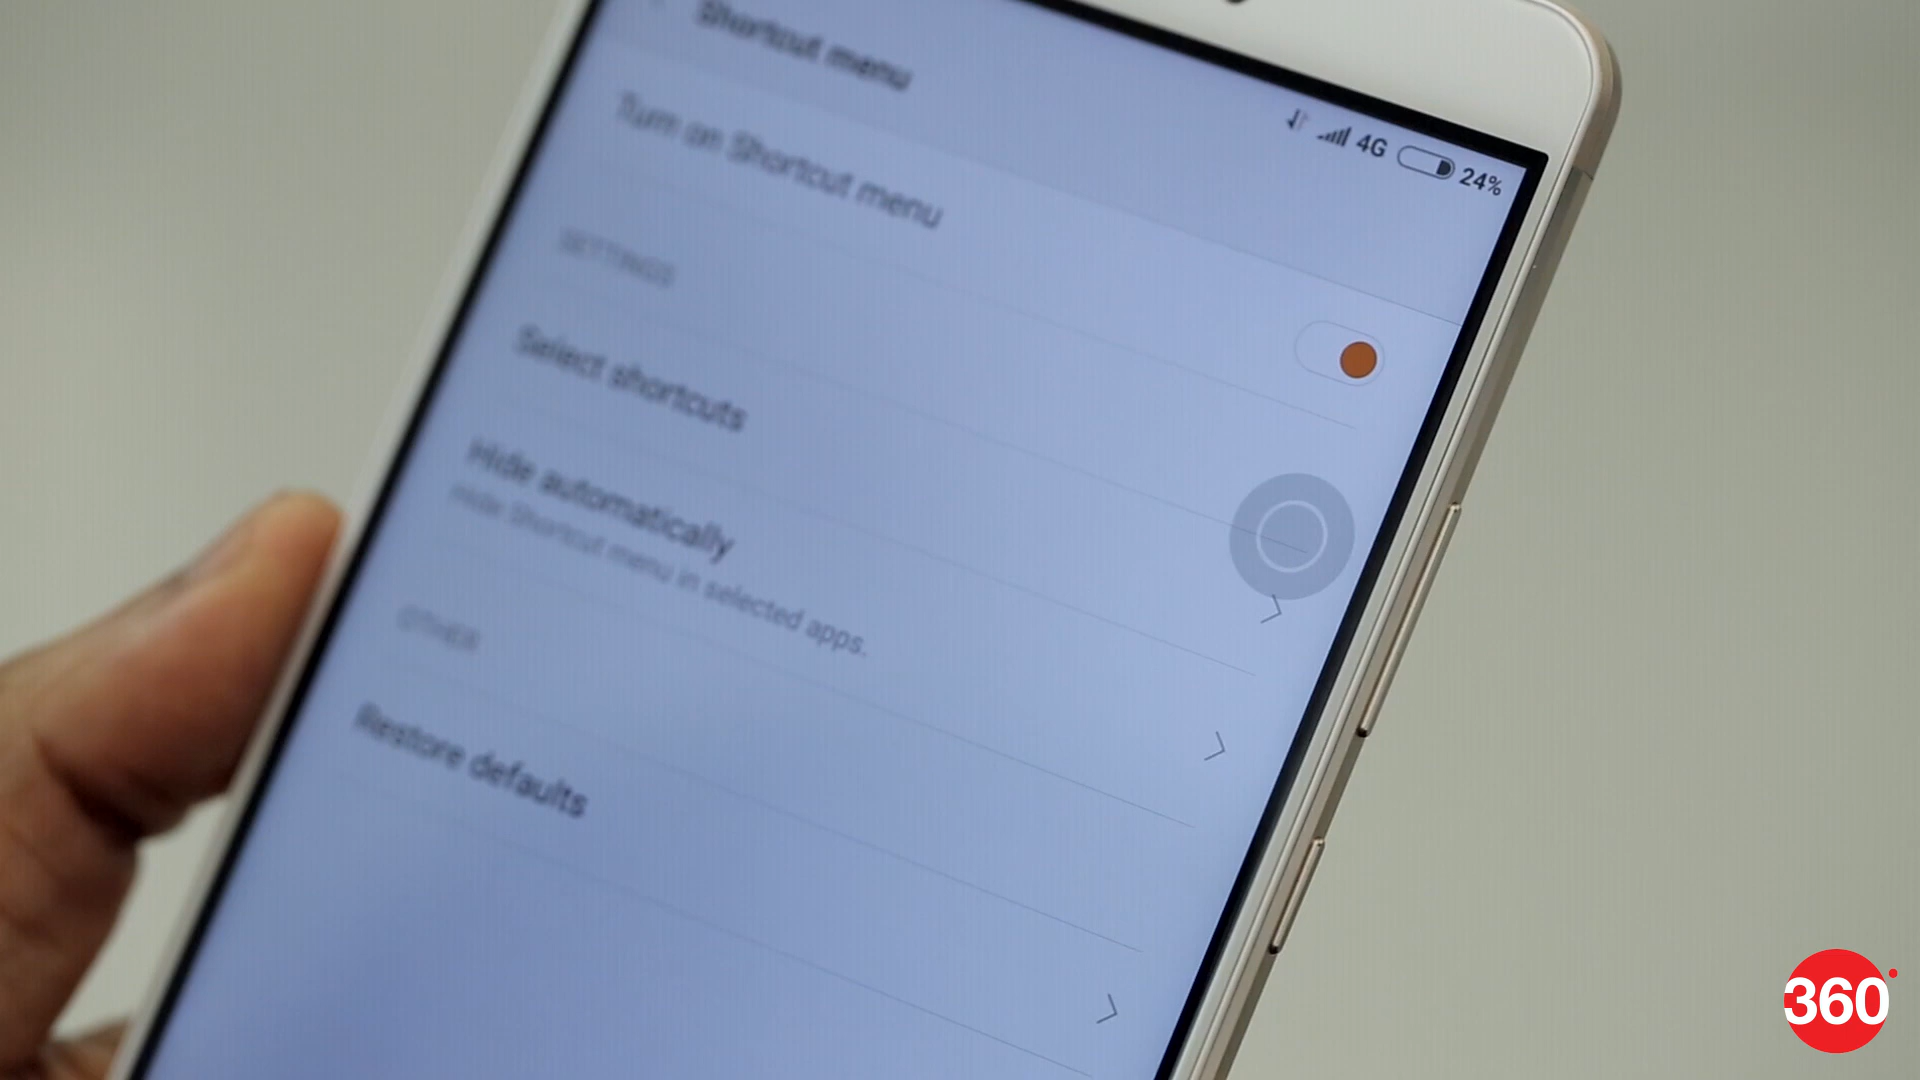 4G 24%
Shortcut menu
Turn on Shortcut menu
SETTINGS
Select shortcuts
Hide automatically
Hide Shortcut menu in selected apps.
OTHER
Restore defaults
360